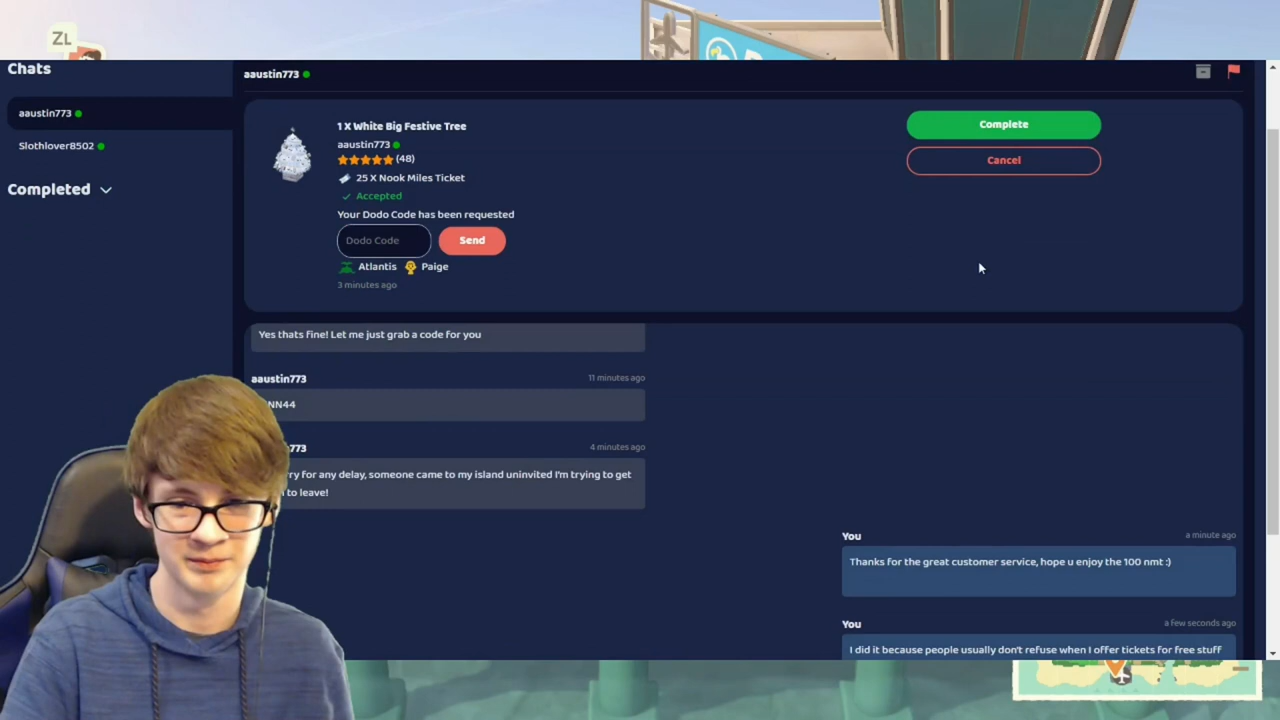 ZL
Chats
aaustin773
Slothlover8502
Completed
aaustin773
1 X White Big Festive Tree
aaustin773
(48)
25 X Nook Miles Ticket
Accepted
Your Dodo Code has been requested
Dodo Code
Send
Atlantis Paige
3 minutes ago
Complete
Cancel
Yes thats fine! Let me just grab a code for you
aaustin773 11 minutes ago
NN44
773 4 minutes ago
ry for any delay, someone came to my island uninvited I'm trying to get
to leave!
You a minute ago
Thanks for the great customer service, hope u enjoy the 100 nmt :)
You a few seconds ago
I did it because people usually don't refuse when I offer tickets for free stuff